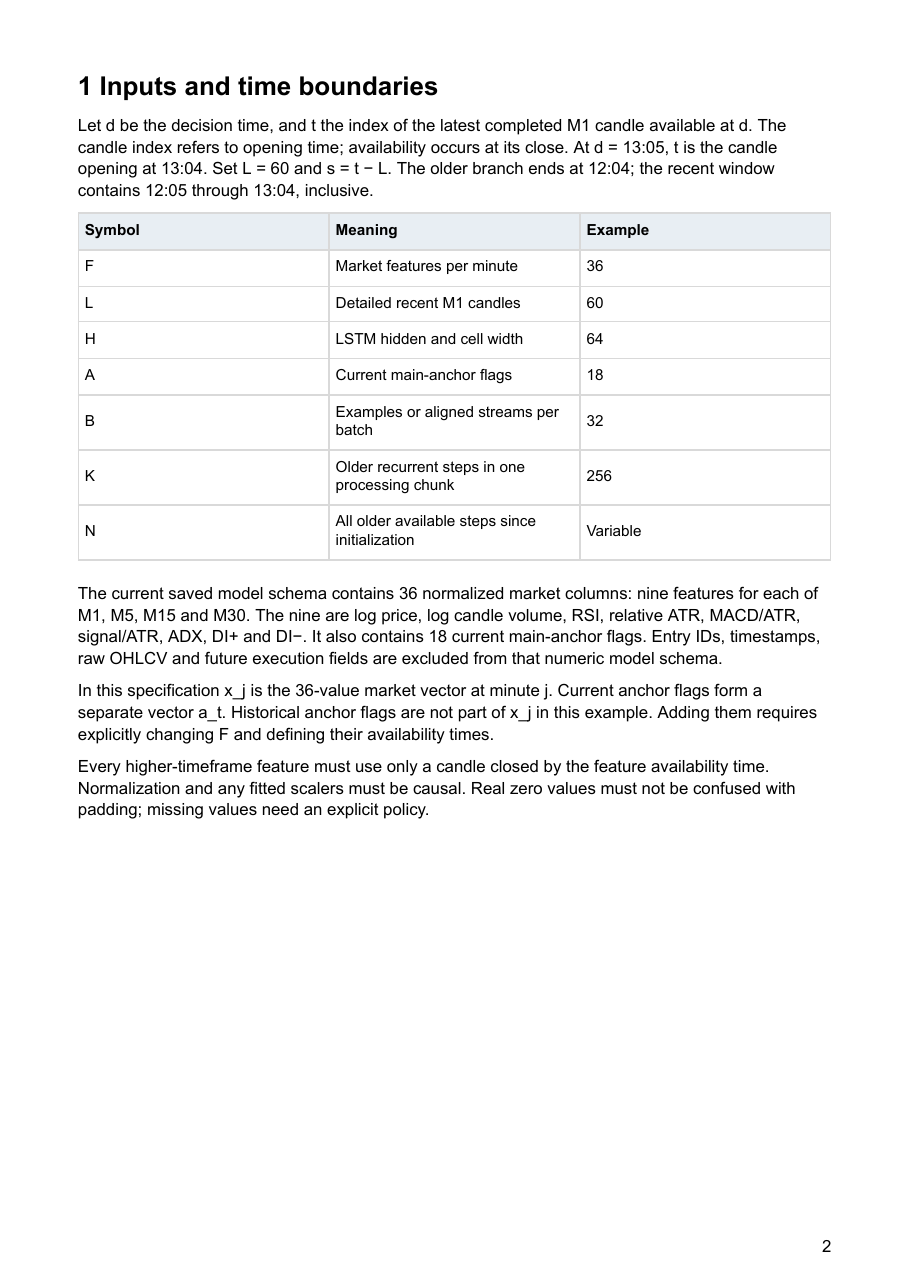 1 Inputs and time boundaries
Let d be the decision time, and t the index of the latest completed M1 candle available at d. The
candle index refers to opening time; availability occurs at its close. At d = 13:05, t is the candle
opening at 13:04. Set L = 60 and s = t − L. The older branch ends at 12:04; the recent window
contains 12:05 through 13:04, inclusive.
Symbol Meaning Example
F Market features per minute 36
L Detailed recent M1 candles 60
H LSTM hidden and cell width 64
A Current main-anchor flags 18
B Examples or aligned streams per
batch 32
K Older recurrent steps in one
processing chunk 256
N All older available steps since
initialization Variable
The current saved model schema contains 36 normalized market columns: nine features for each of
M1, M5, M15 and M30. The nine are log price, log candle volume, RSI, relative ATR, MACD/ATR,
signal/ATR, ADX, DI+ and DI−. It also contains 18 current main-anchor flags. Entry IDs, timestamps,
raw OHLCV and future execution fields are excluded from that numeric model schema.
In this specification x_j is the 36-value market vector at minute j. Current anchor flags form a
separate vector a_t. Historical anchor flags are not part of x_j in this example. Adding them requires
explicitly changing F and defining their availability times.
Every higher-timeframe feature must use only a candle closed by the feature availability time.
Normalization and any fitted scalers must be causal. Real zero values must not be confused with
padding; missing values need an explicit policy.
2